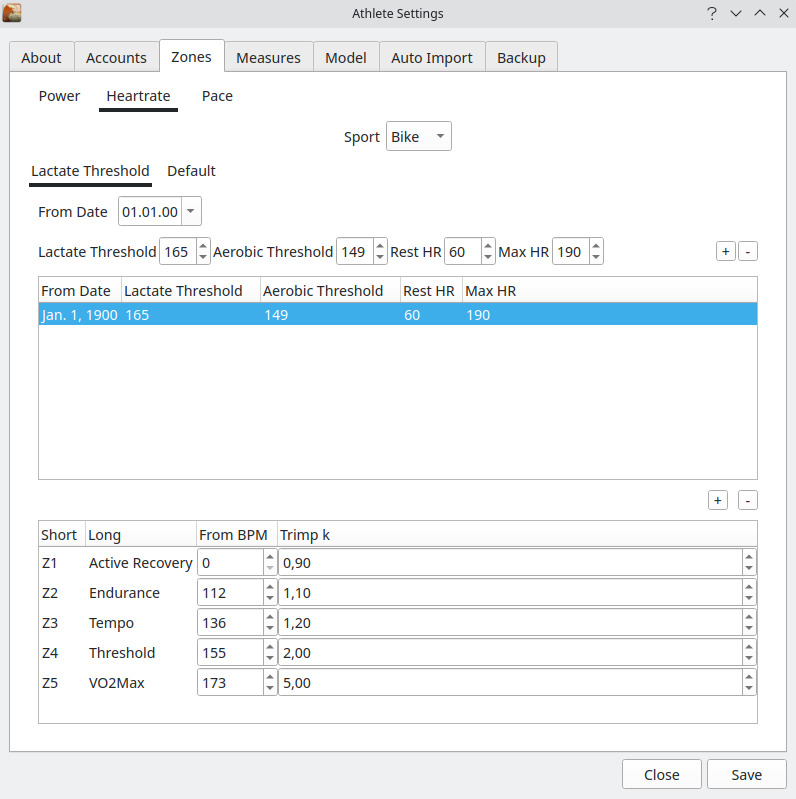 Athlete Settings
About Accounts Zones Measures Model Auto Import Backup
Power Heartrate Pace
Sport Bike
Lactate Threshold Default
From Date 01.01.00
Lactate Threshold 165 Aerobic Threshold 149 Rest HR 60 Max HR 190 + -
From Date Lactate Threshold Aerobic Threshold Rest HR Max HR
Jan. 1, 1900 165 149 60 190
+ -
Short Long From BPM Trimp k
Z1 Active Recovery 0 0,90
Z2 Endurance 112 1,10
Z3 Tempo 136 1,20
Z4 Threshold 155 2,00
Z5 VO2Max 173 5,00
Close Save